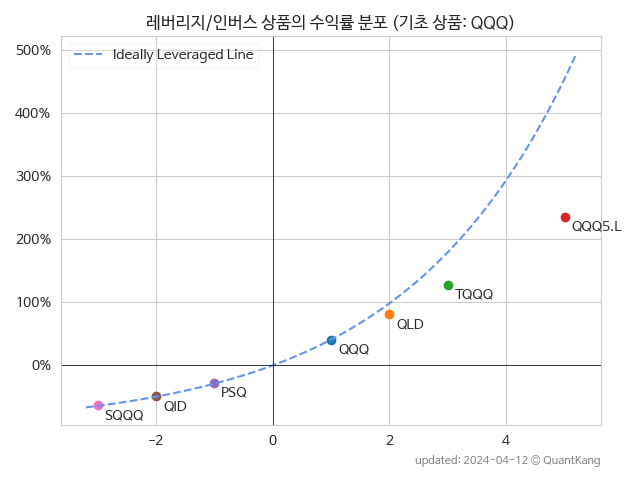 레버리지/인버스 상품의 수익률 분포 (기초 상품: QQQ)
500%
Ideally Leveraged Line
400%
300%
200%
QQQ5.L
100%
TQQQ
QLD
QQQ
0%
PSQ
QID
SQQQ
−2
0
2
4
updated: 2024-04-12 © QuantKang